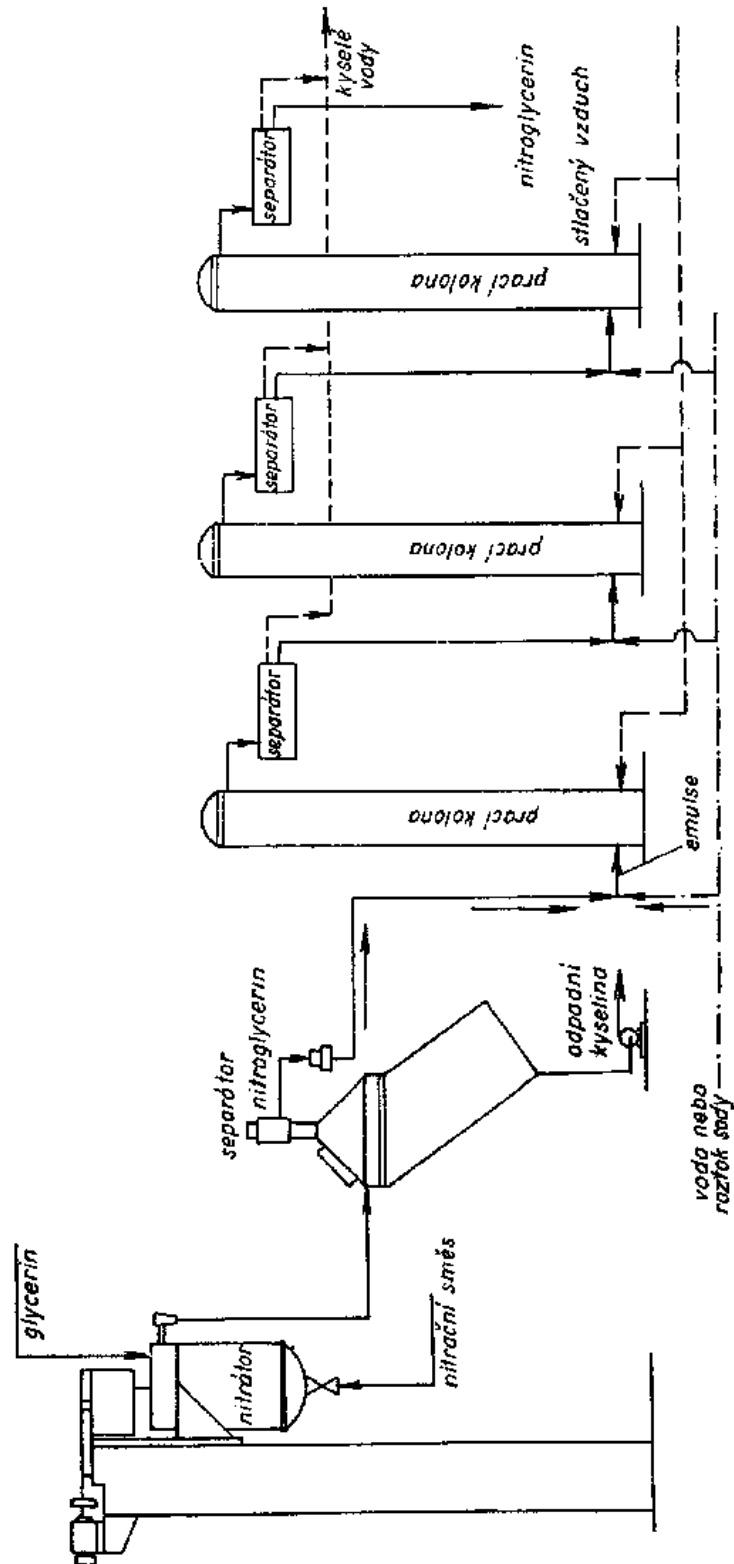 glycerin
nitrátor
nitrační směs
separátor
nitroglycerin
odpadní
kyselina
voda nebo
roztok sody
emulse
prací kolona
separátor
prací kolona
separátor
prací kolona
separátor
kyselé
vody
nitroglycerin
stlačený vzduch